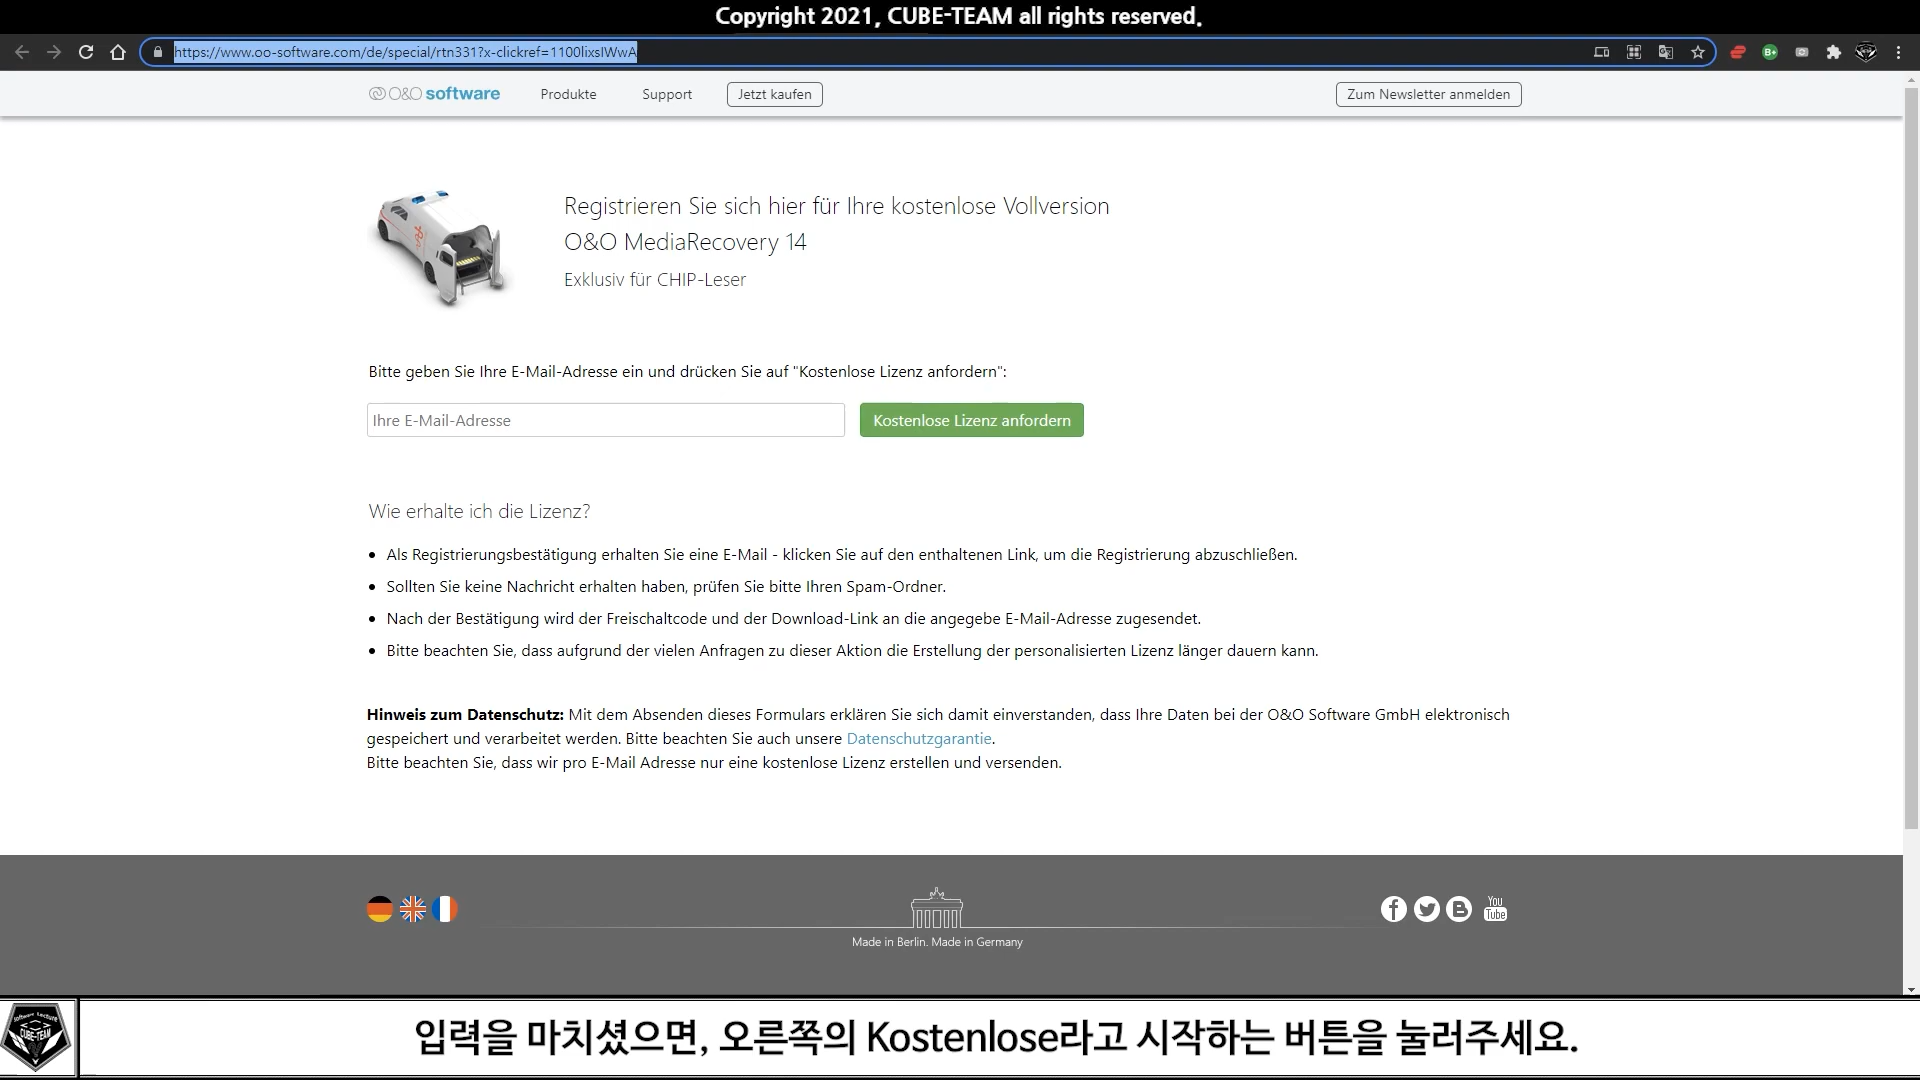 Copyright 2021, CUBE-TEAM all rights reserved.
https://www.oo-software.com/de/special/rtn331?x-clickref=1100lixsIWwA
O&O software
Produkte
Support
Jetzt kaufen
Zum Newsletter anmelden
Registrieren Sie sich hier für Ihre kostenlose Vollversion
O&O MediaRecovery 14
Exklusiv für CHIP-Leser
Bitte geben Sie Ihre E-Mail-Adresse ein und drücken Sie auf "Kostenlose Lizenz anfordern":
Ihre E-Mail-Adresse
Kostenlose Lizenz anfordern
Wie erhalte ich die Lizenz?
• Als Registrierungsbestätigung erhalten Sie eine E-Mail - klicken Sie auf den enthaltenen Link, um die Registrierung abzuschließen.
• Sollten Sie keine Nachricht erhalten haben, prüfen Sie bitte Ihren Spam-Ordner.
• Nach der Bestätigung wird der Freischaltcode und der Download-Link an die angegebe E-Mail-Adresse zugesendet.
• Bitte beachten Sie, dass aufgrund der vielen Anfragen zu dieser Aktion die Erstellung der personalisierten Lizenz länger dauern kann.
Hinweis zum Datenschutz: Mit dem Absenden dieses Formulars erklären Sie sich damit einverstanden, dass Ihre Daten bei der O&O Software GmbH elektronisch
gespeichert und verarbeitet werden. Bitte beachten Sie auch unsere Datenschutzgarantie.
Bitte beachten Sie, dass wir pro E-Mail Adresse nur eine kostenlose Lizenz erstellen und versenden.
You
Tube
Made in Berlin. Made in Germany
Software Lecture
CUBE-TEAM
입력을 마치셨으면, 오른쪽의 Kostenlose라고 시작하는 버튼을 눌러주세요.